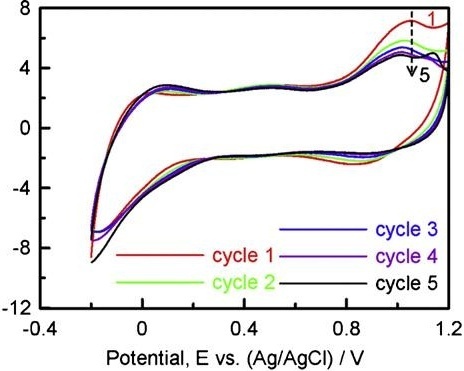 8
1
4
5
0
-4
cycle 3
cycle 1
cycle 4
-8
cycle 2
cycle 5
-12
-0.4 0 0.4 0.8 1.2
Potential, E vs. (Ag/AgCl) / V